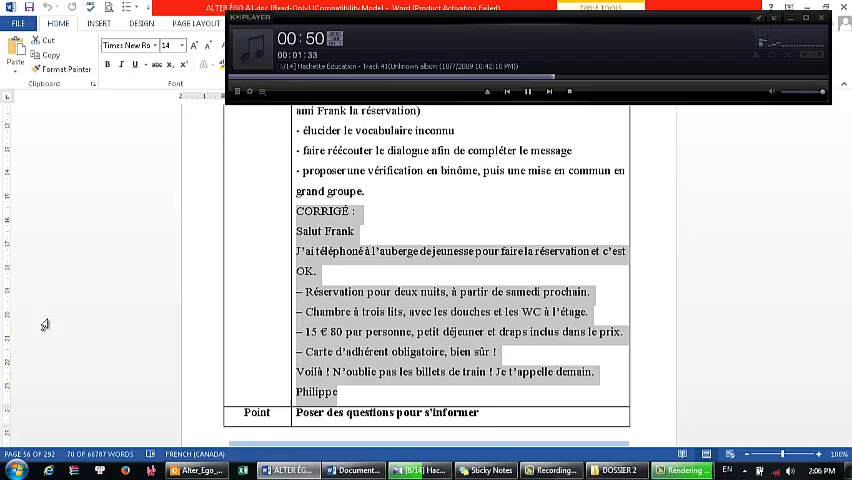 ALTER ÉGO A1.doc [Read-Only] [Compatibility Mode] - Word (Product Activation Failed)
TABLE TOOLS
FILE
HOME
INSERT
DESIGN
PAGE LAYOUT
Cut
Copy
Format Painter
Paste
Clipboard
Times New Ro
14
Font
KMPLAYER
00:50
00:01:33
[6/14] Hachette Éducation - Track 41(Unknown album (10/7/2009 10:42:18 PM))
ami Frank la réservation)
- élucider le vocabulaire inconnu
- faire réécouter le dialogue afin de compléter le message
- proposerune vérification en binôme, puis une mise en commun en
grand groupe.
CORRIGÉ :
Salut Frank
J’ai téléphoné à l’auberge de jeunesse pour faire la réservation et c’est
OK.
– Réservation pour deux nuits, à partir de samedi prochain.
– Chambre à trois lits, avec les douches et les WC à l’étage.
– 15 € 80 par personne, petit déjeuner et draps inclus dans le prix.
– Carte d’adhérent obligatoire, bien sûr !
Voilà ! N’oublie pas les billets de train ! Je t’appelle demain.
Philippe
Point
Poser des questions pour s'informer
PAGE 56 OF 292
70 OF 66787 WORDS
FRENCH (CANADA)
100%
Alter_Ego_...
ALTER ÉG...
Document...
[6/14] Hac...
Sticky Notes
Recording...
DOSSIER 2
Rendering ...
EN
2:06 PM